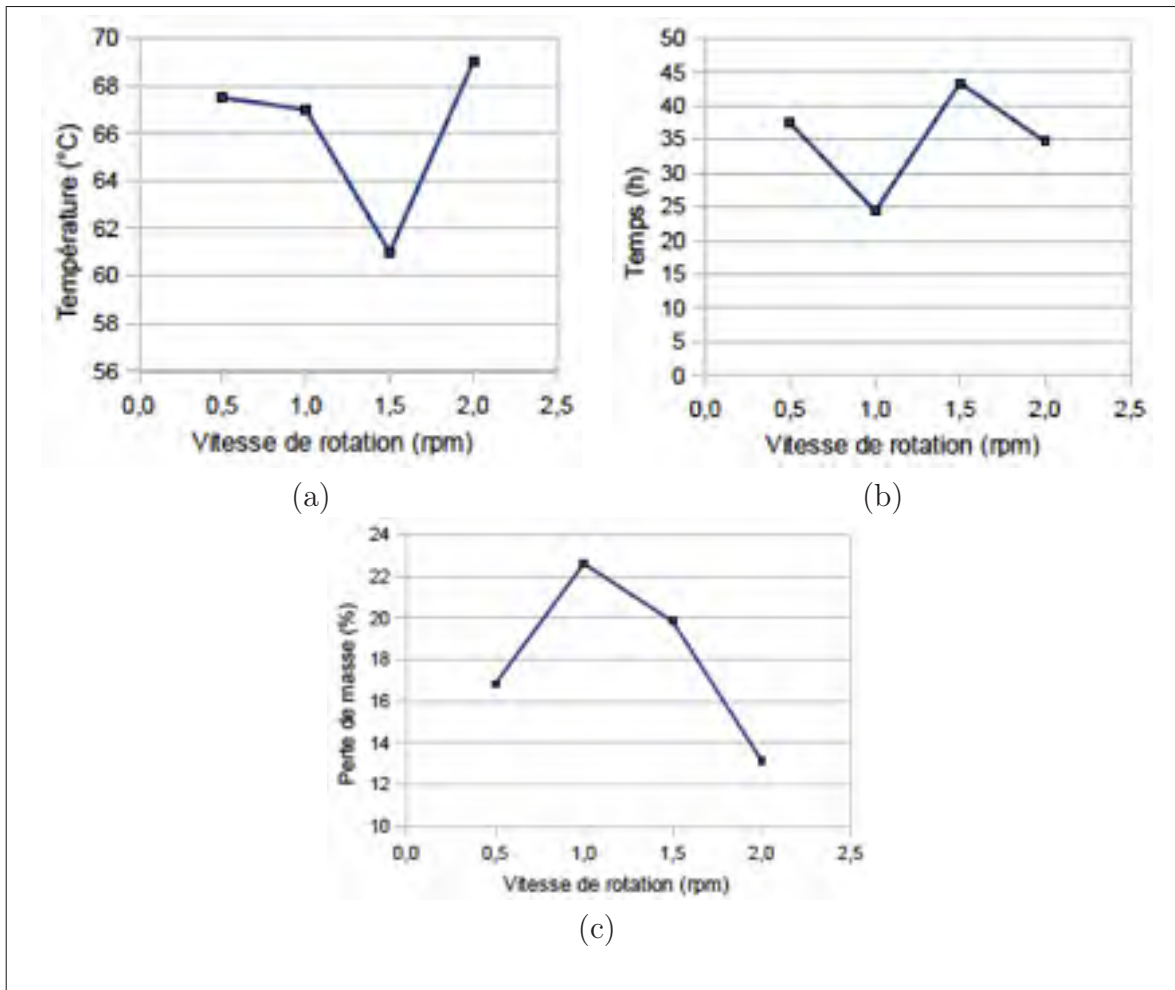 70
68
66
64
62
60
58
56
Température (°C)
0,0 0,5 1,0 1,5 2,0 2,5
Vitesse de rotation (rpm)
(a)
50
45
40
35
30
25
20
15
10
5
0
Temps (h)
0,0 0,5 1,0 1,5 2,0 2,5
Vitesse de rotation (rpm)
(b)
24
22
20
18
16
14
12
10
Perte de masse (%)
0,0 0,5 1,0 1,5 2,0 2,5
Vitesse de rotation (rpm)
(c)